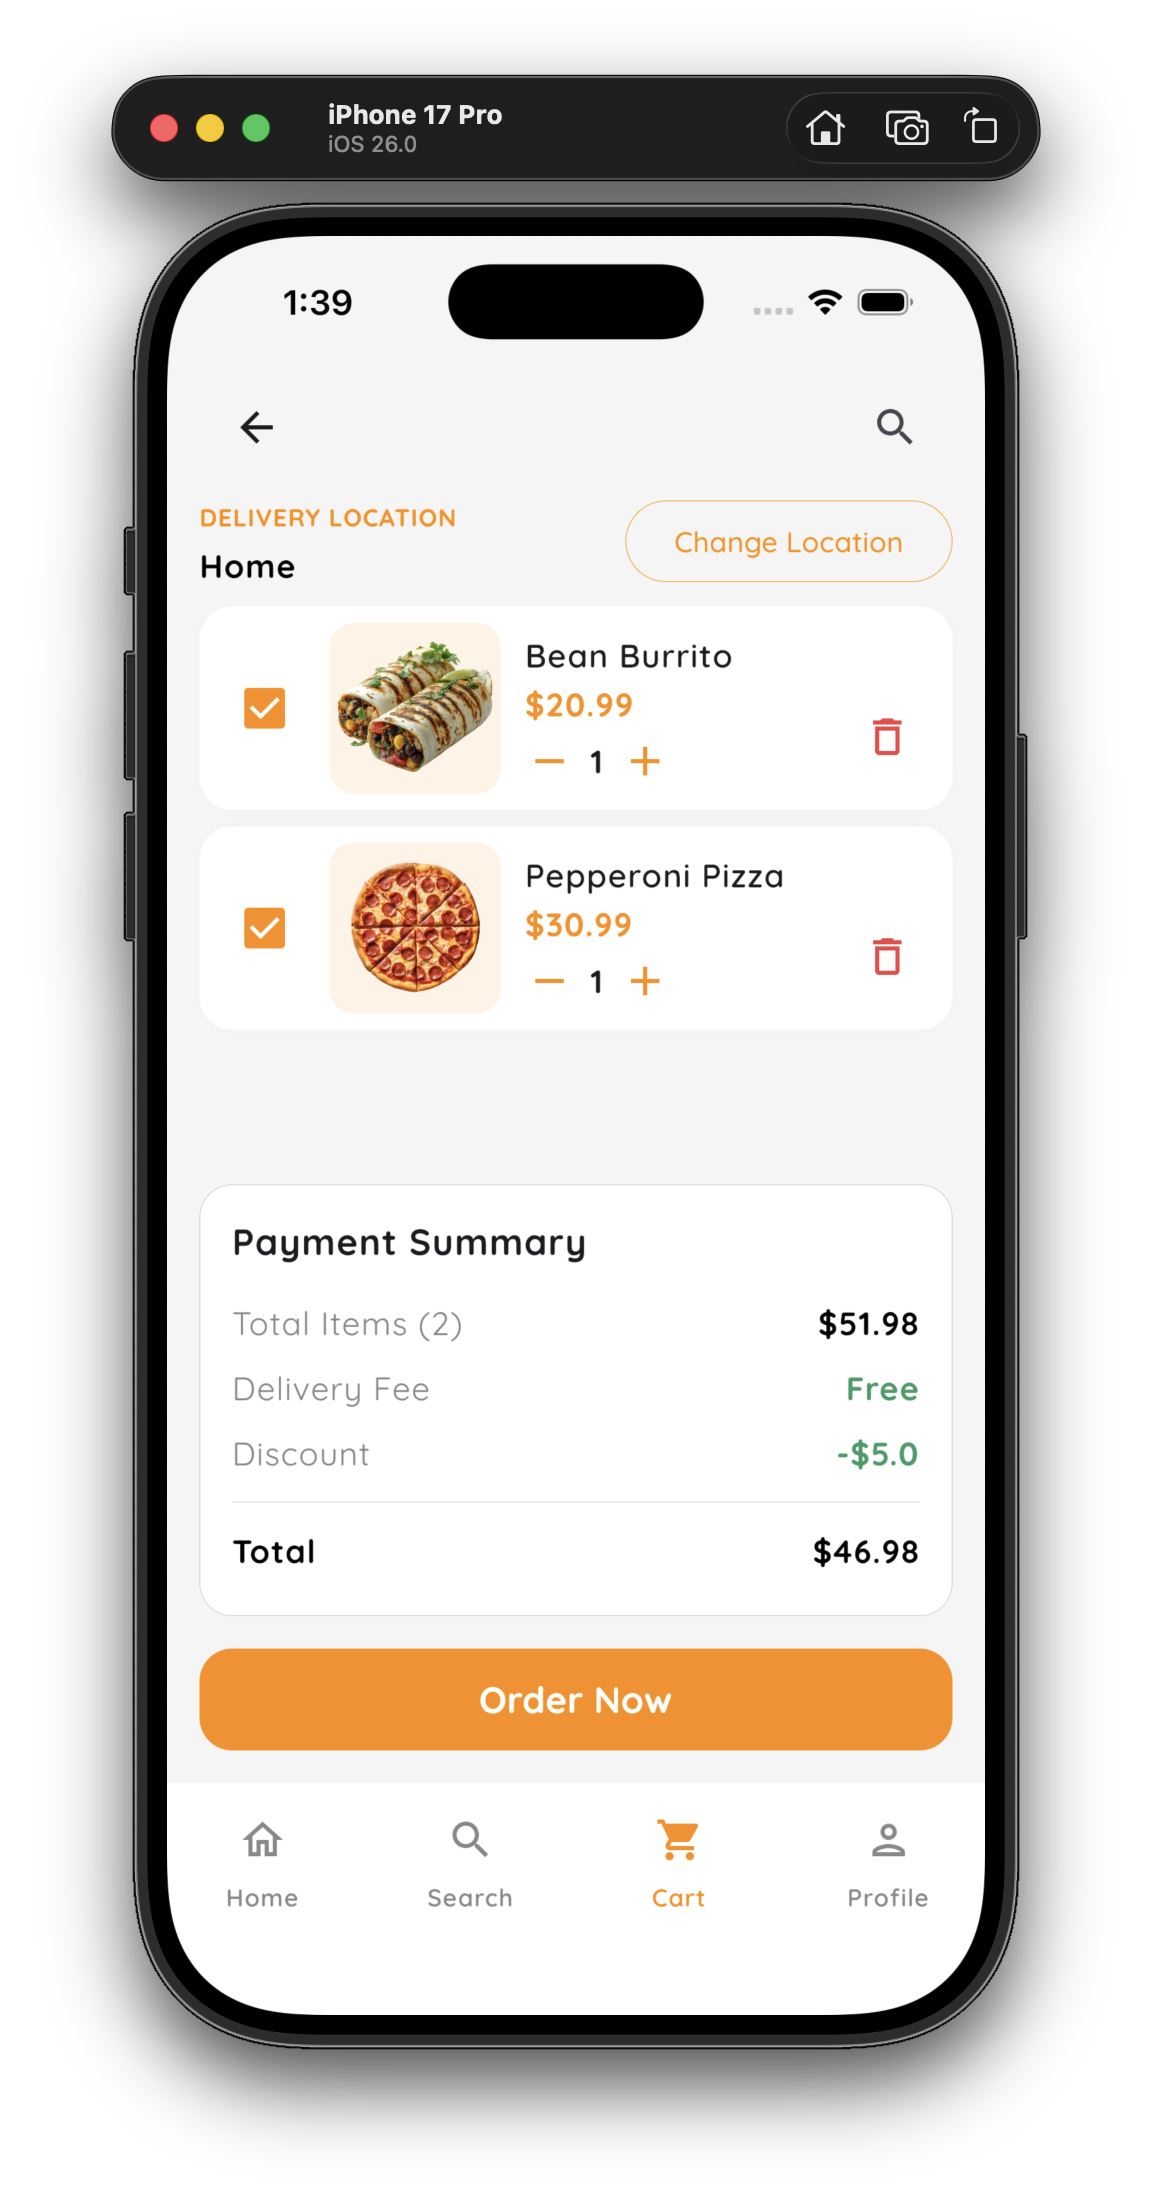 iPhone 17 Pro
iOS 26.0
1:39
DELIVERY LOCATION
Home
Change Location
Bean Burrito
$20.99
1
Pepperoni Pizza
$30.99
1
Payment Summary
Total Items (2) $51.98
Delivery Fee Free
Discount -$5.0
Total $46.98
Order Now
Home Search Cart Profile